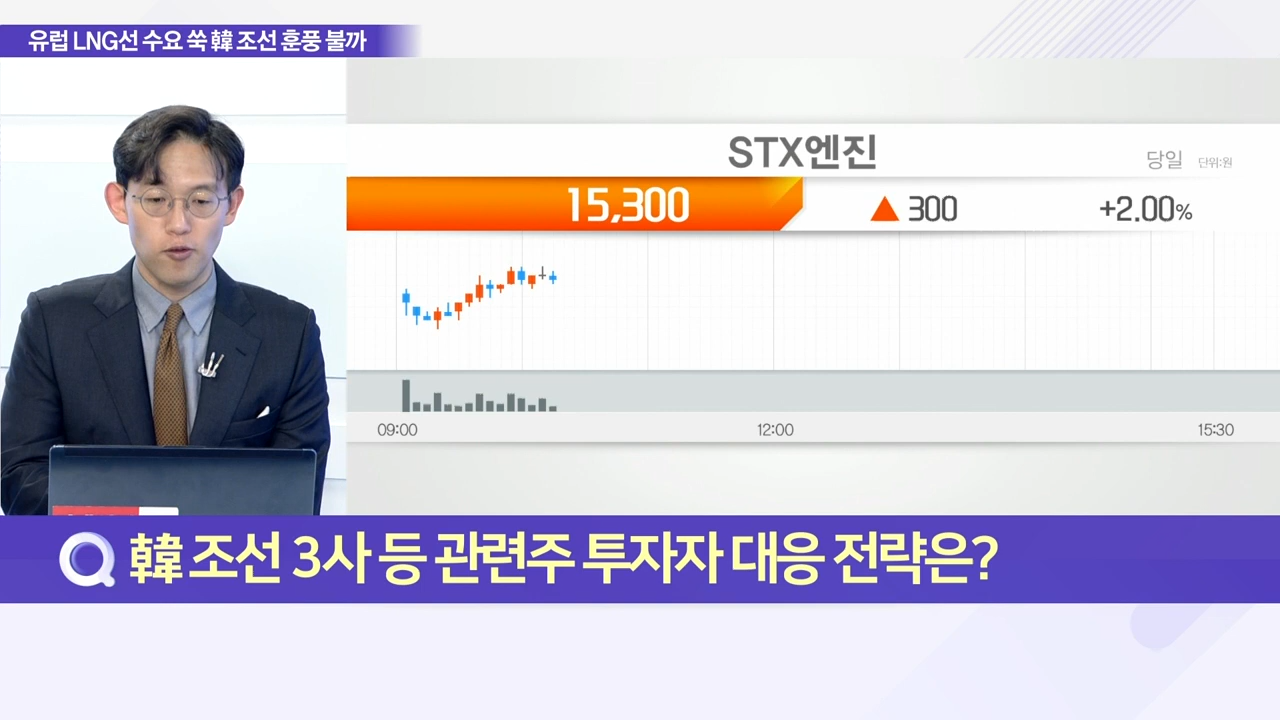 유럽 LNG선 수요 쑥 韓 조선 훈풍 불까
STX엔진
당일 단위:원
15,300 ▲ 300 +2.00%
09:00 12:00 15:30
Q 韓 조선 3사 등 관련주 투자자 대응 전략은?